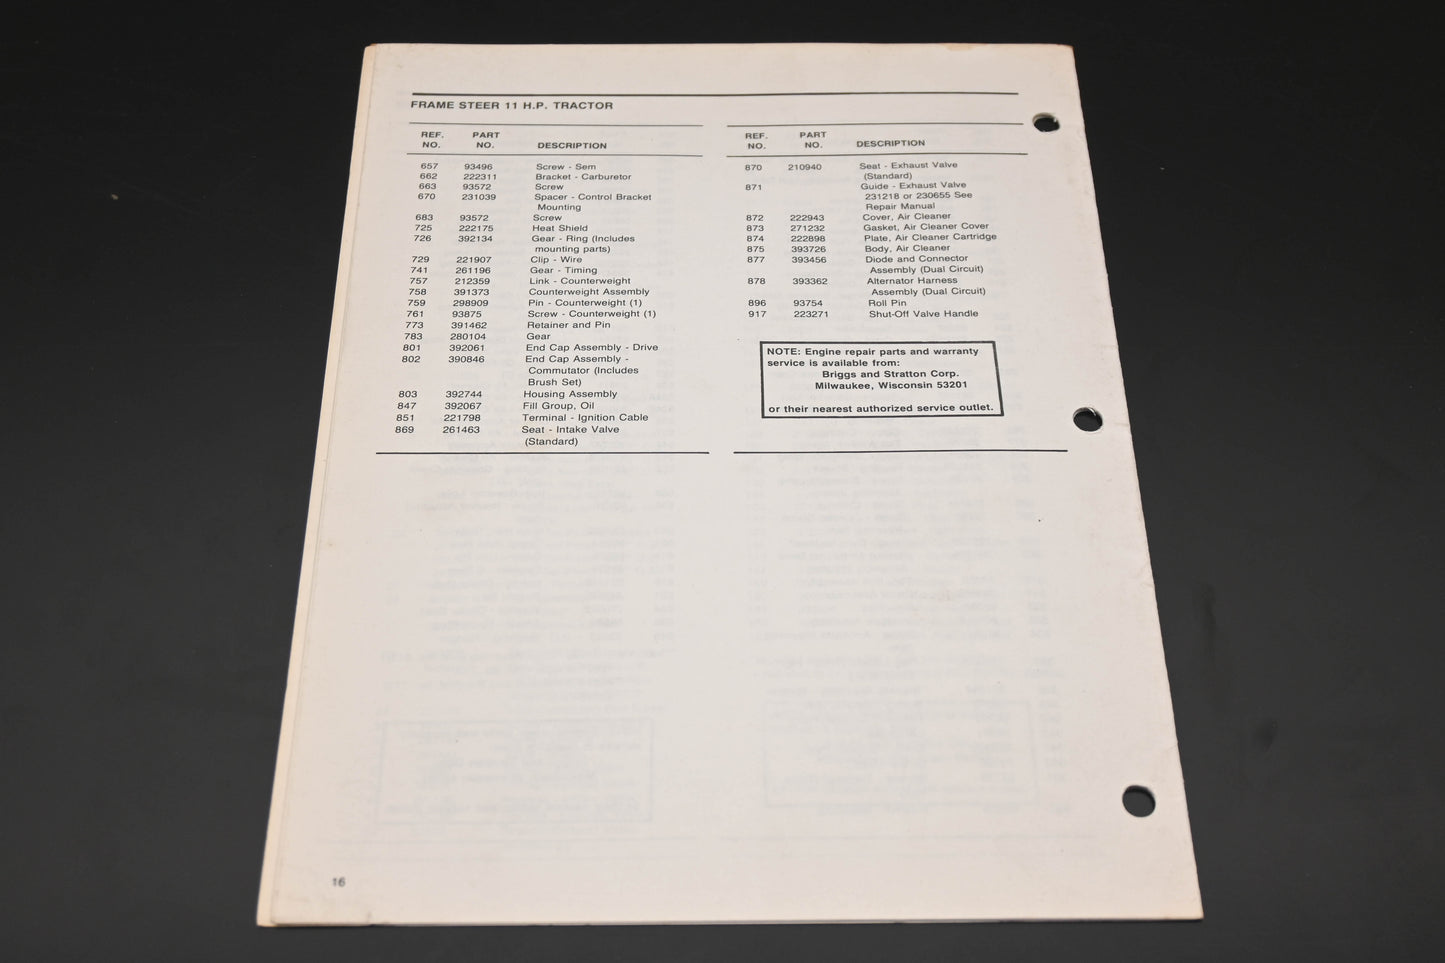 FRAME STEER 11 H.P. TRACTOR
REF. PART
NO. NO. DESCRIPTION
657 93496 Screw - Sem
662 222311 Bracket - Carburetor
663 93572 Screw
670 231039 Spacer - Control Bracket
Mounting
683 93572 Screw
725 222175 Heat Shield
726 392134 Gear - Ring (Includes
mounting parts)
729 221907 Clip - Wire
741 261196 Gear - Timing
757 212359 Link - Counterweight
758 391373 Counterweight Assembly
759 298909 Pin - Counterweight (1)
761 93875 Screw - Counterweight (1)
773 391462 Retainer and Pin
783 280104 Gear
801 392061 End Cap Assembly - Drive
802 390846 End Cap Assembly -
Commutator (Includes
Brush Set)
803 392744 Housing Assembly
847 392067 Fill Group, Oil
851 221798 Terminal - Ignition Cable
869 261463 Seat - Intake Valve
(Standard)
REF. PART
NO. NO. DESCRIPTION
870 210940 Seat - Exhaust Valve
(Standard)
871 Guide - Exhaust Valve
231218 or 230655 See
Repair Manual
872 222943 Cover, Air Cleaner
873 271232 Gasket, Air Cleaner Cover
874 222898 Plate, Air Cleaner Cartridge
875 393726 Body, Air Cleaner
877 393456 Diode and Connector
Assembly (Dual Circuit)
878 393362 Alternator Harness
Assembly (Dual Circuit)
896 93754 Roll Pin
917 223271 Shut-Off Valve Handle
NOTE: Engine repair parts and warranty
service is available from:
Briggs and Stratton Corp.
Milwaukee, Wisconsin 53201
or their nearest authorized service outlet.
16